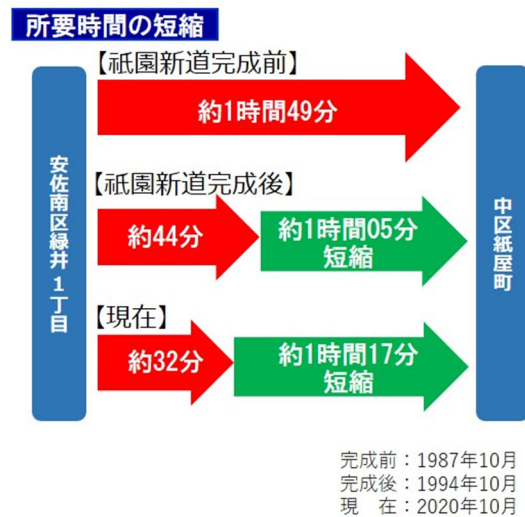 所要時間の短縮
【祇園新道完成前】
約1時間49分
安佐南区緑井1丁目
中区紙屋町
【祇園新道完成後】
約44分
約1時間05分
短縮
【現在】
約32分
約1時間17分
短縮
完成前：1987年10月
完成後：1994年10月
現　在：2020年10月